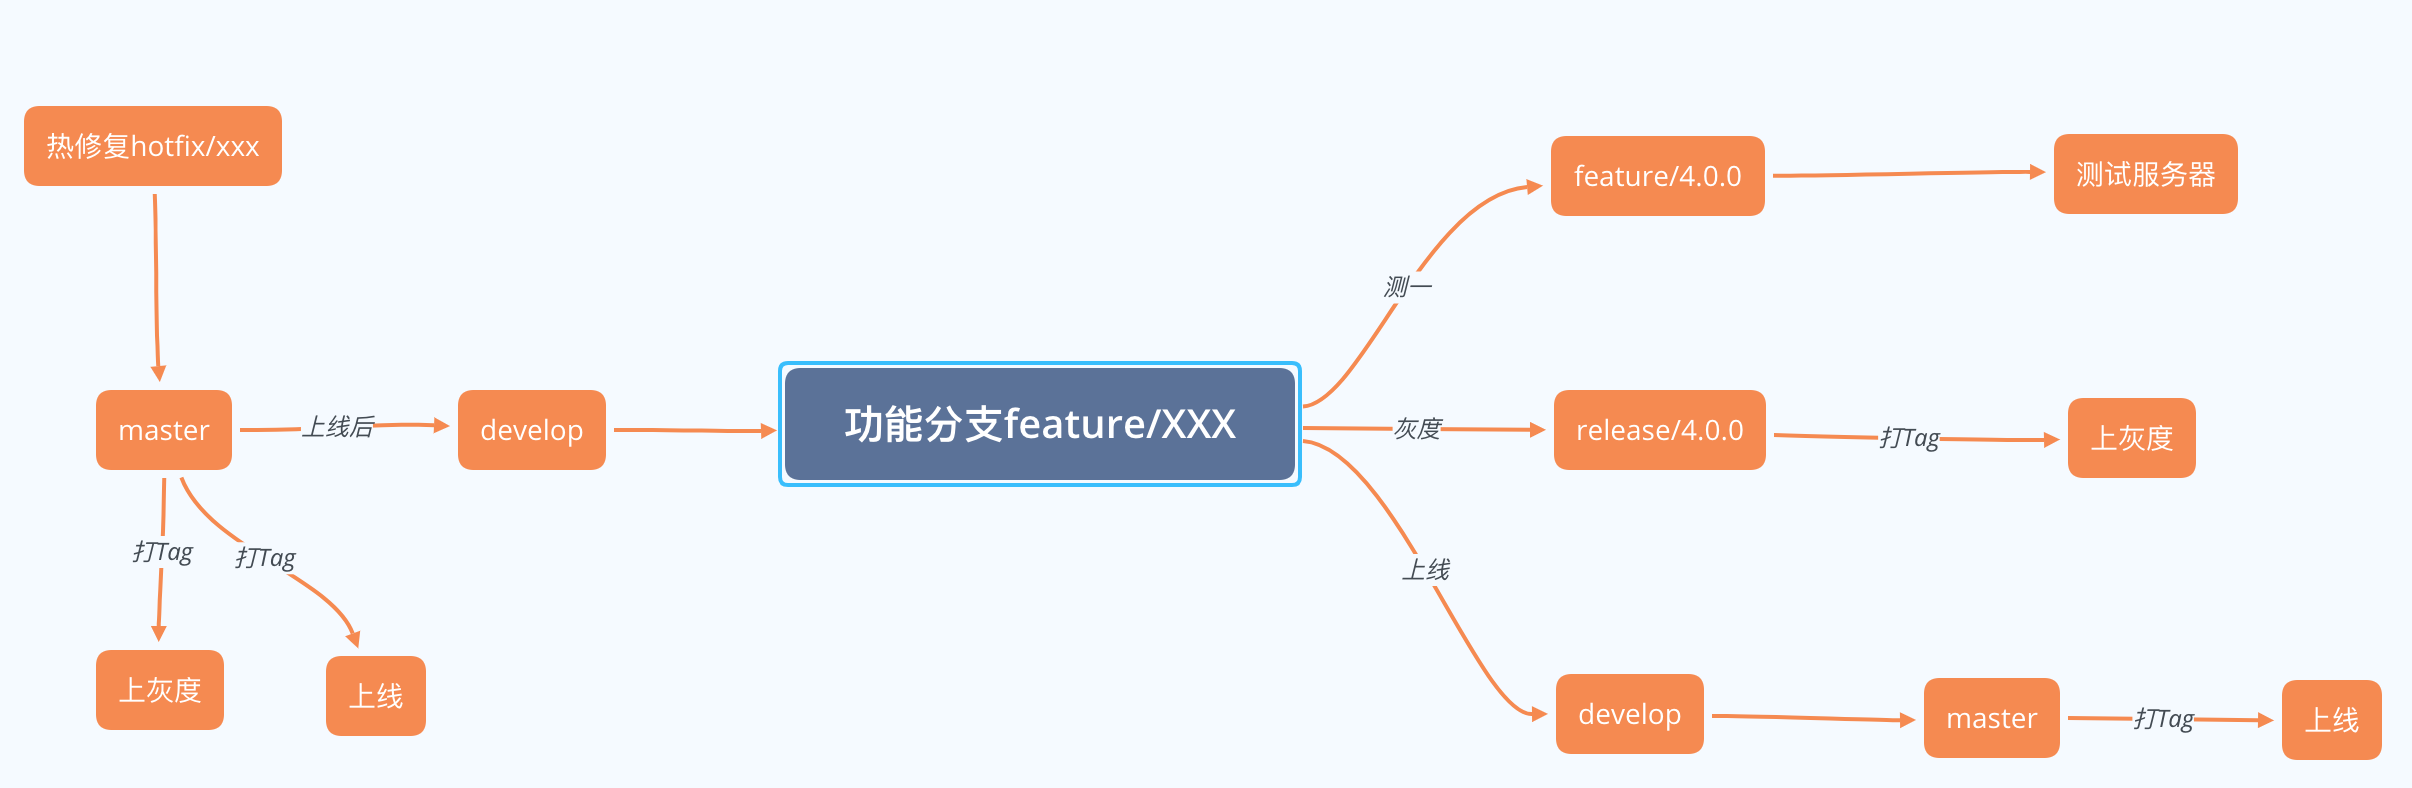 热修复hotfix/xxx
feature/4.0.0
测试服务器
测一
master
上线后
develop
功能分支feature/XXX
灰度
release/4.0.0
打Tag
上灰度
打Tag
打Tag
上线
上灰度
上线
develop
master
打Tag
上线